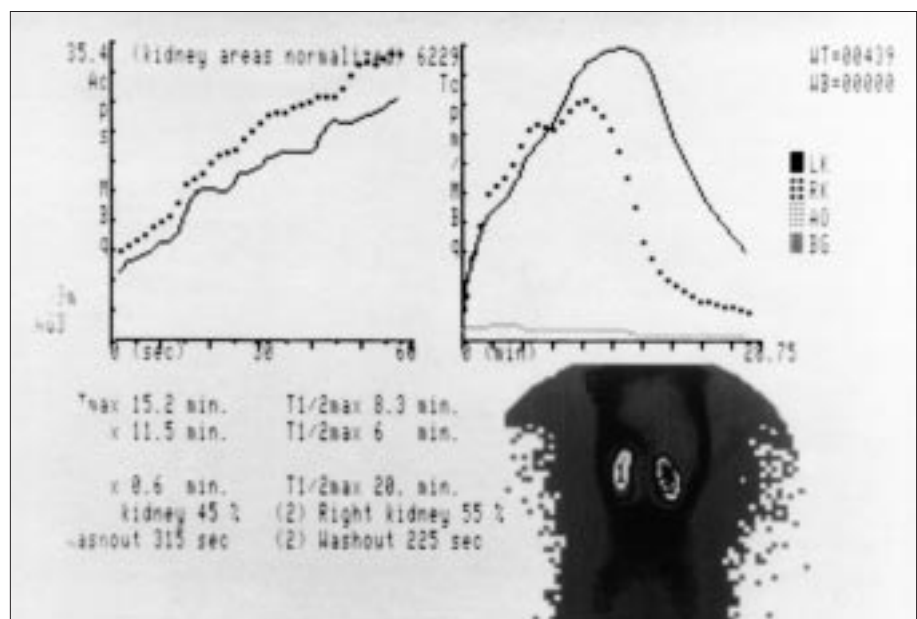 35.4 (kidney areas normalized) 6229
WT=00439
WB=00000
LK
RK
AO
BG
0 (sec) 30 60
0 (min) 20.75
Tmax 15.2 min. T1/2max 8.3 min.
x 11.5 min. T1/2max 6 min.
x 0.6 min. T1/2max 20. min.
kidney 45 % (2) Right kidney 55 %
washout 315 sec (2) Washout 225 sec